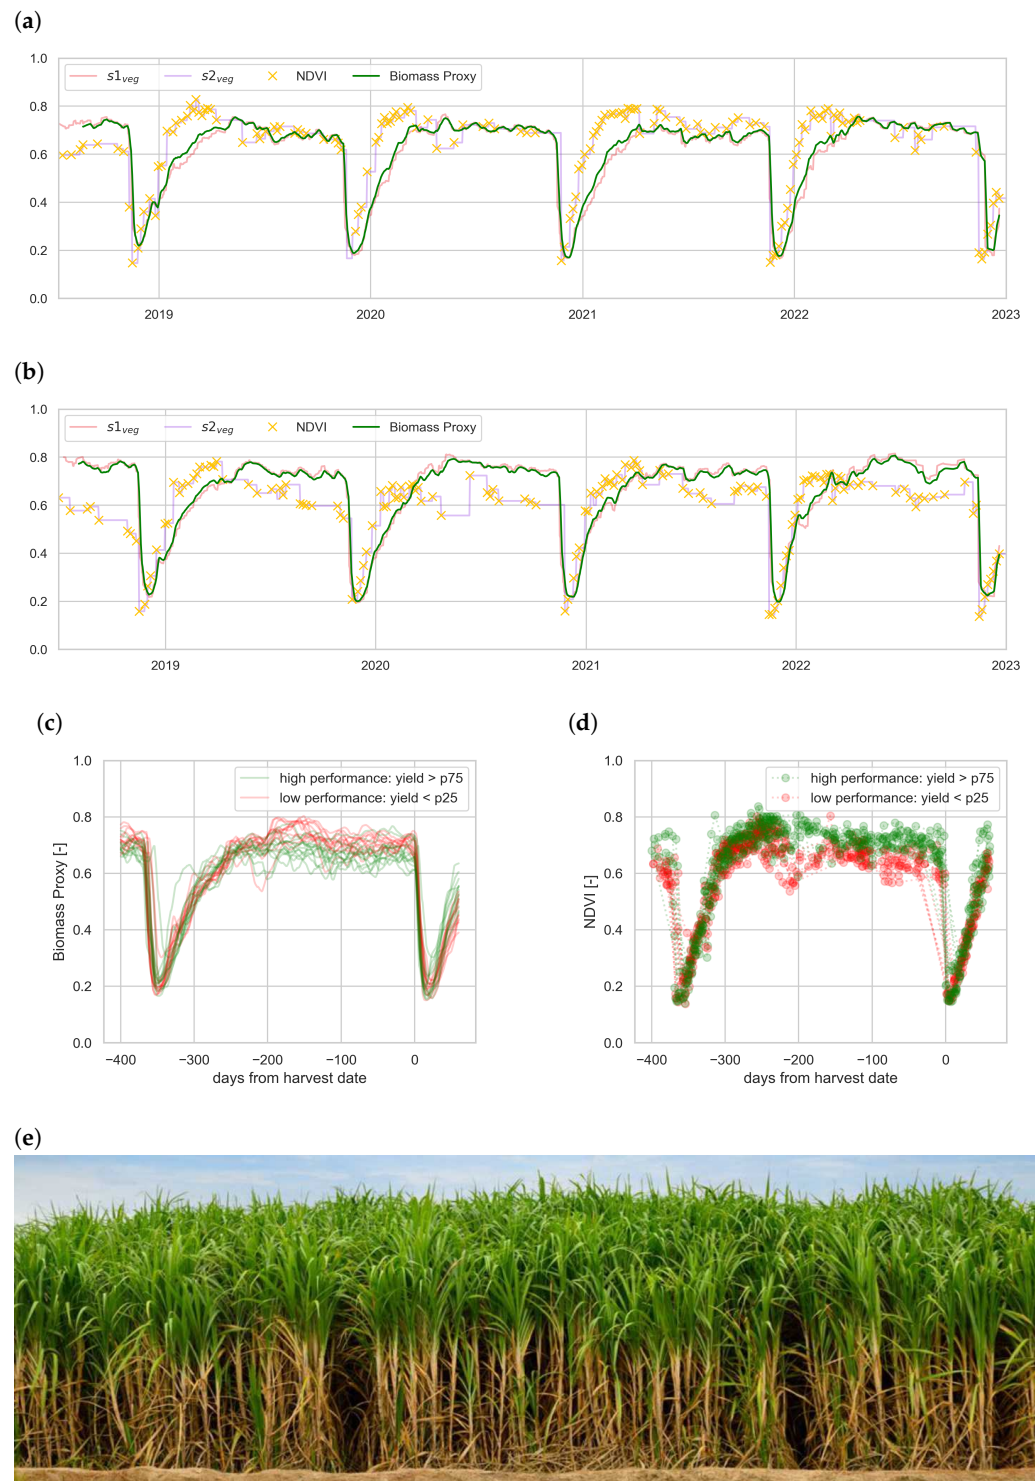 (a)
s1veg s2veg NDVI Biomass Proxy
1.0
0.8
0.6
0.4
0.2
0.0
2019 2020 2021 2022 2023
(b)
s1veg s2veg NDVI Biomass Proxy
1.0
0.8
0.6
0.4
0.2
0.0
2019 2020 2021 2022 2023
(c)
high performance: yield > p75
low performance: yield < p25
Biomass Proxy [-]
1.0
0.8
0.6
0.4
0.2
0.0
−400 −300 −200 −100 0
days from harvest date
(d)
high performance: yield > p75
low performance: yield < p25
NDVI [-]
1.0
0.8
0.6
0.4
0.2
0.0
−400 −300 −200 −100 0
days from harvest date
(e)